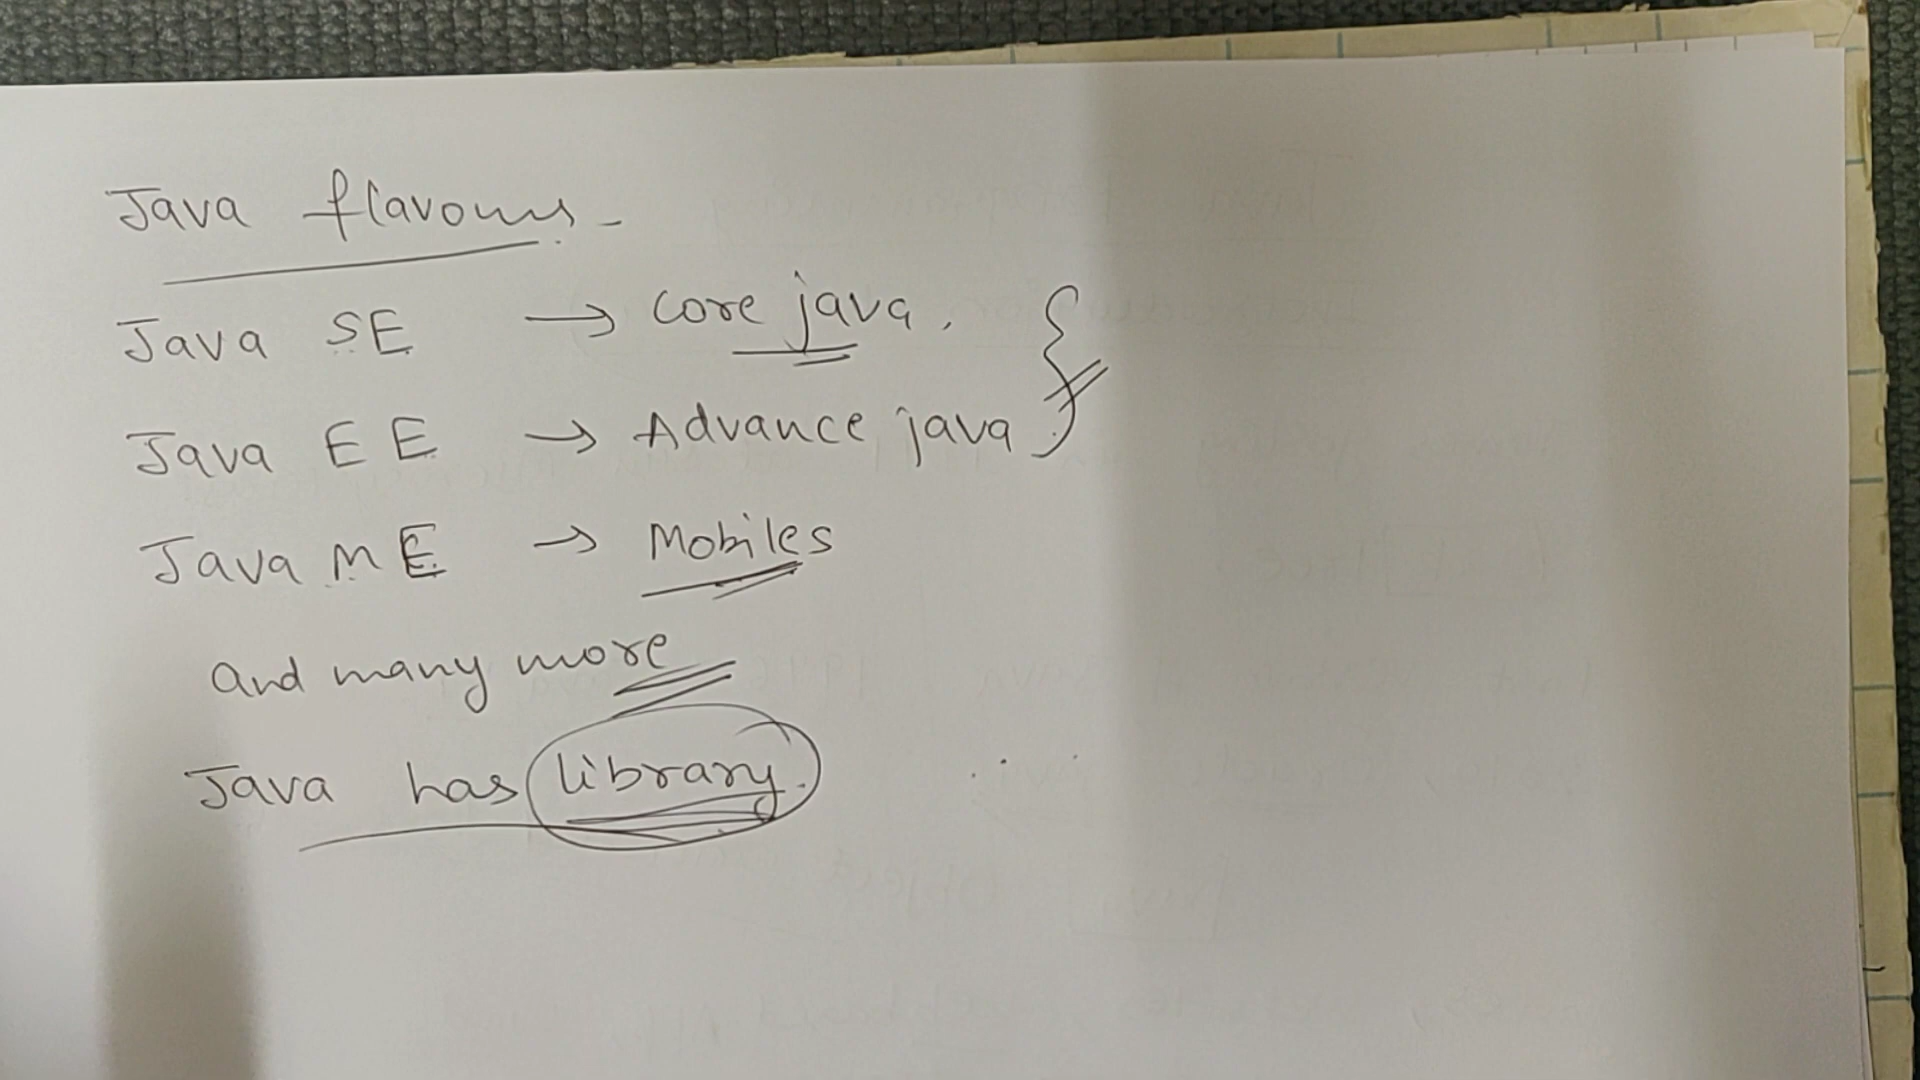 Java flavours -
Java SE → Core java.
Java EE → Advance java.
Java ME → Mobiles
and many more
Java has library.